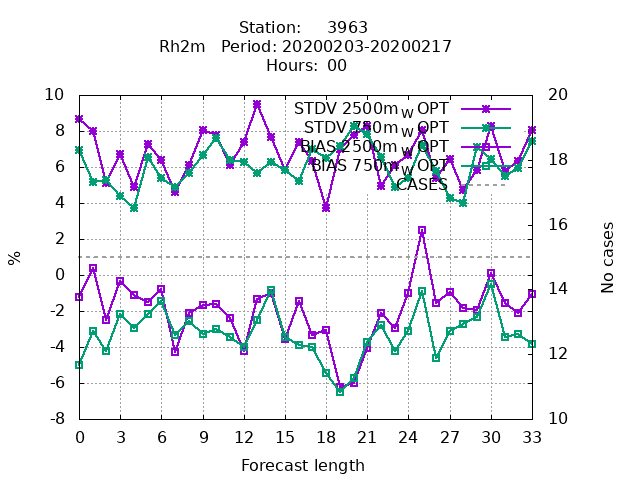 Station:     3963
Rh2m   Period: 20200203-20200217
Hours:  00
10
8
6
4
2
0
-2
-4
-6
-8
%
20
18
16
14
12
10
No cases
STDV 2500m W OPT
STDV 750m W OPT
BIAS 2500m W OPT
BIAS 750m W OPT
CASES
0 3 6 9 12 15 18 21 24 27 30 33
Forecast length